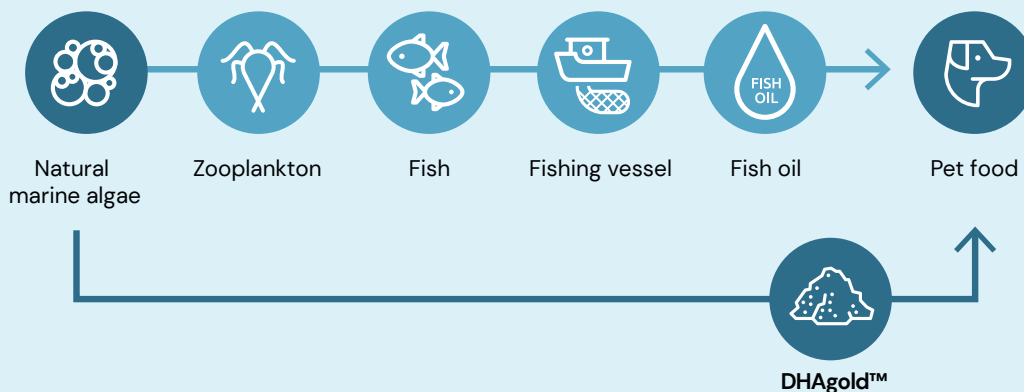 FISH
OIL
Natural
marine algae
Zooplankton
Fish
Fishing vessel
Fish oil
Pet food
DHAgold™